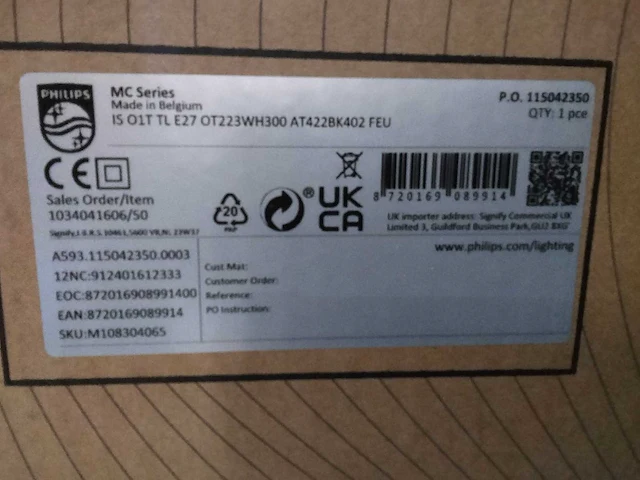 PHILIPS
MC Series
Made in Belgium
IS O1T TL E27 OT223WH300 AT422BK402 FEU
P.O. 115042350
QTY: 1 pce
CE
Sales Order/Item
1034041606/50
20
PAP
®
UK
CA
8 720169 089914
UK importer address: Signify Commercial UK
Limited 3, Guildford Business Park, GU2 8XG
www.philips.com/lighting
A593.115042350.0003
12NC:912401612333
EOC:872016908991400
EAN:8720169089914
SKU:M108304065
Cust Mat:
Customer Order:
Reference:
PO Instruction: